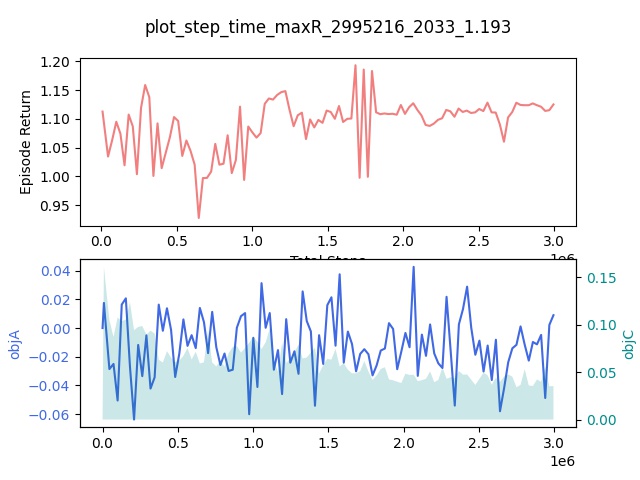 plot_step_time_maxR_2995216_2033_1.193
1.20
1.15
1.10
1.05
1.00
0.95
Episode Return
0.0 0.5 1.0 1.5 2.0 2.5 3.0
Total Steps
1e6
0.04
0.02
0.00
−0.02
−0.04
−0.06
objA
0.15
0.10
0.05
0.00
objC
0.0 0.5 1.0 1.5 2.0 2.5 3.0
1e6